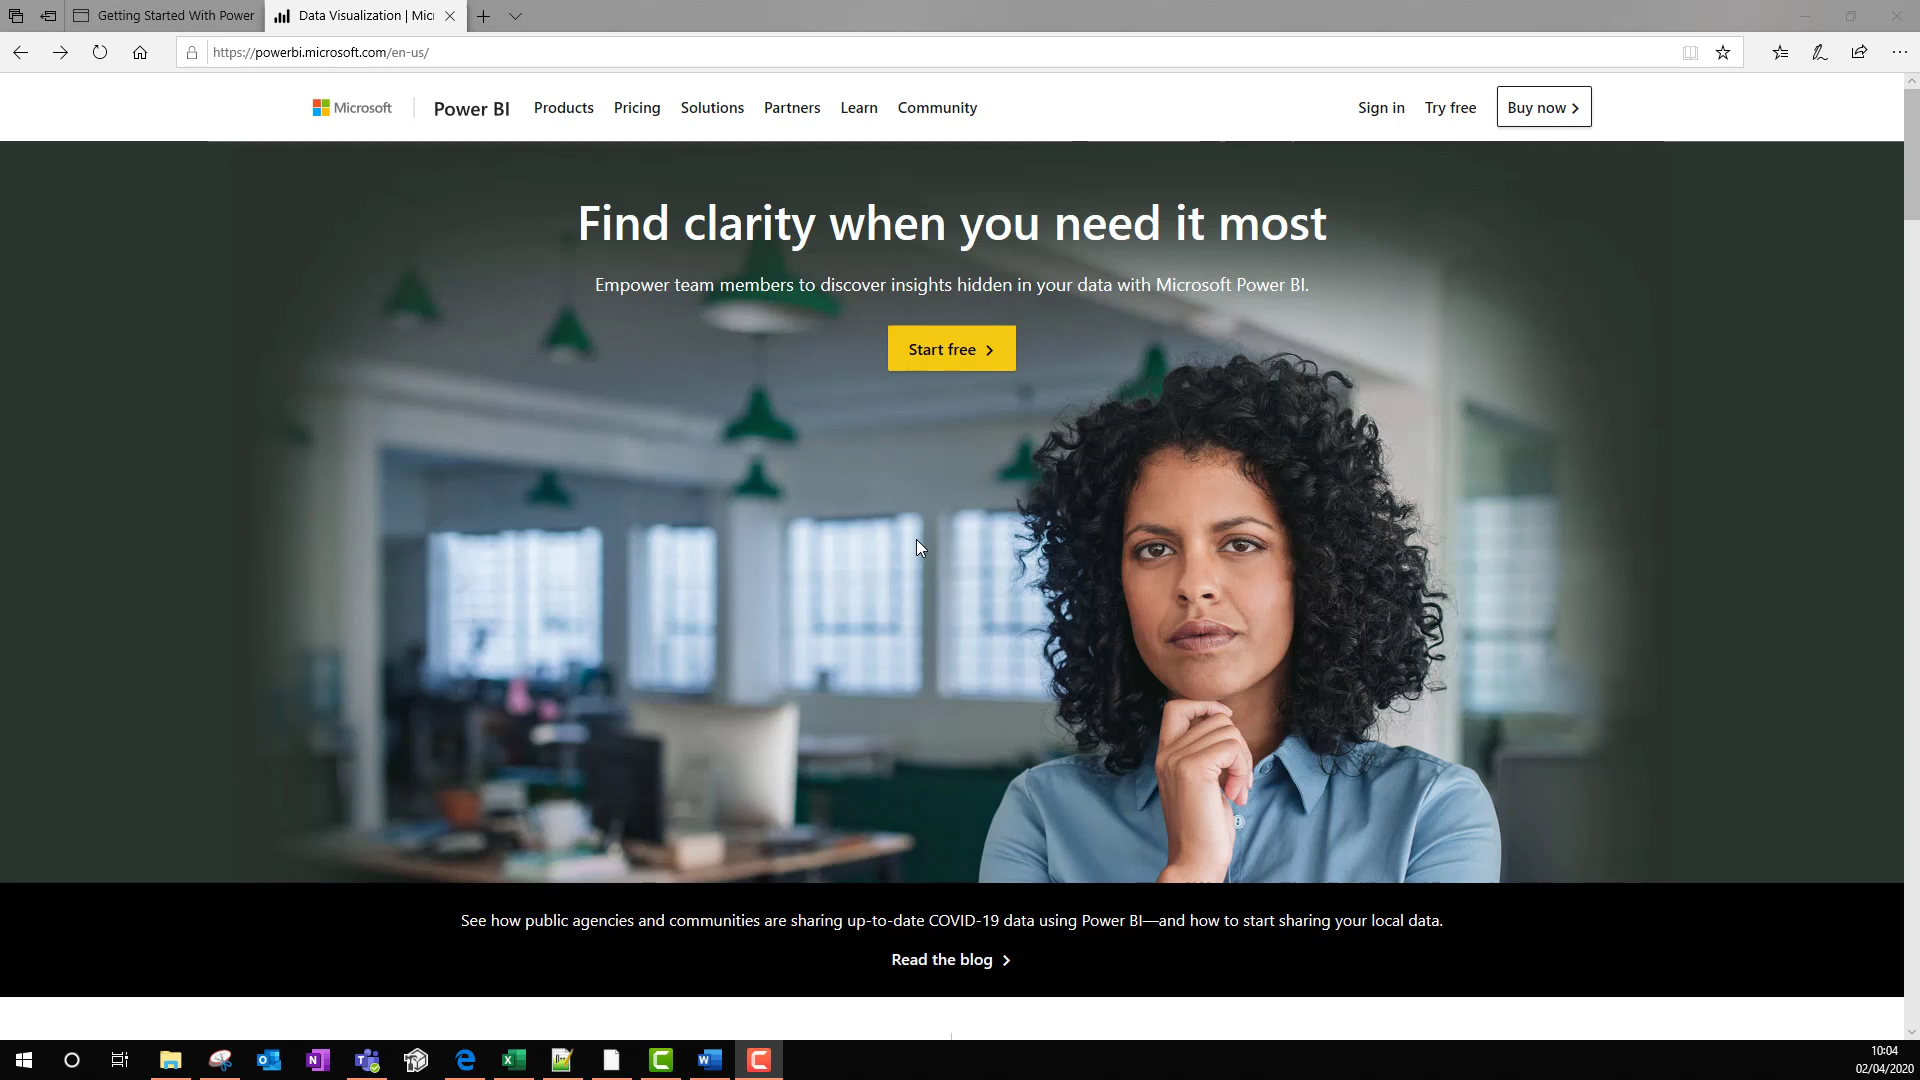 Getting Started With Power
Data Visualization | Mic
https://powerbi.microsoft.com/en-us/
Microsoft
Power BI
Products
Pricing
Solutions
Partners
Learn
Community
Sign in
Try free
Buy now
Find clarity when you need it most
Empower team members to discover insights hidden in your data with Microsoft Power BI.
Start free
See how public agencies and communities are sharing up-to-date COVID-19 data using Power BI—and how to start sharing your local data.
Read the blog
10:04
02/04/2020